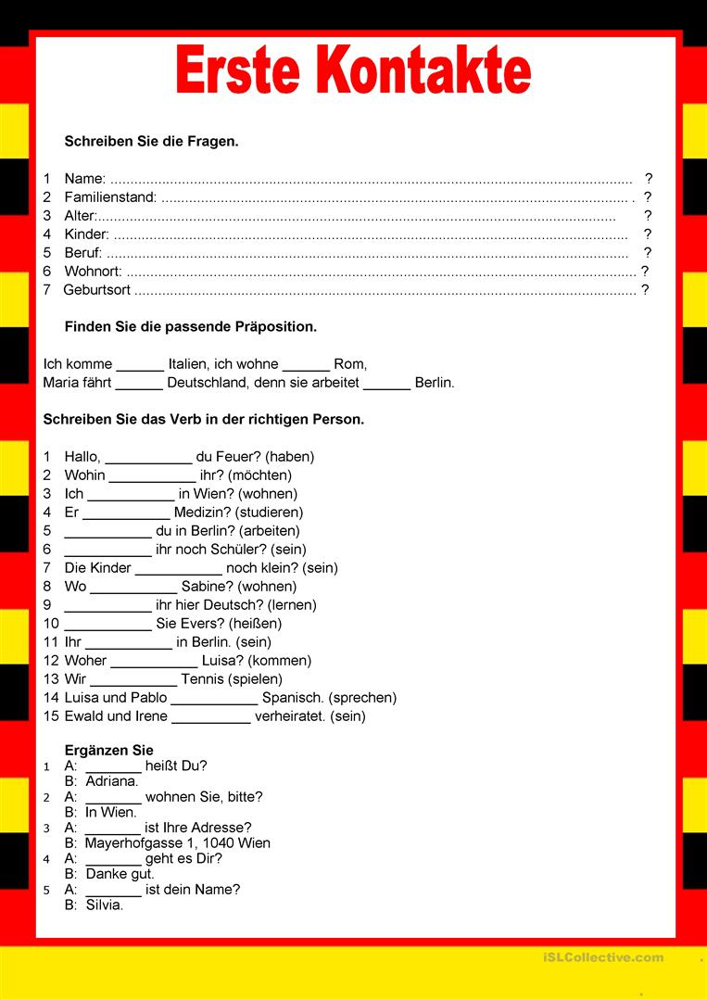 Erste Kontakte
Schreiben Sie die Fragen.
1 Name: ........................................................................................................................................ ?
2 Familienstand: .......................................................................................................................... . ?
3 Alter:....................................................................................................................................... ?
4 Kinder: ...................................................................................................................................... ?
5 Beruf: ........................................................................................................................................ ?
6 Wohnort: .................................................................................................................................... ?
7 Geburtsort .................................................................................................................................. ?
Finden Sie die passende Präposition.
Ich komme ______ Italien, ich wohne ______ Rom,
Maria fährt ______ Deutschland, denn sie arbeitet ______ Berlin.
Schreiben Sie das Verb in der richtigen Person.
1 Hallo, ___________ du Feuer? (haben)
2 Wohin ___________ ihr? (möchten)
3 Ich ___________ in Wien? (wohnen)
4 Er ___________ Medizin? (studieren)
5 ___________ du in Berlin? (arbeiten)
6 ___________ ihr noch Schüler? (sein)
7 Die Kinder ___________ noch klein? (sein)
8 Wo ___________ Sabine? (wohnen)
9 ___________ ihr hier Deutsch? (lernen)
10 ___________ Sie Evers? (heißen)
11 Ihr ___________ in Berlin. (sein)
12 Woher ___________ Luisa? (kommen)
13 Wir ___________ Tennis (spielen)
14 Luisa und Pablo ___________ Spanisch. (sprechen)
15 Ewald und Irene __________ verheiratet. (sein)
Ergänzen Sie
1 A: _______ heißt Du?
B: Adriana.
2 A: _______ wohnen Sie, bitte?
B: In Wien.
3 A: _______ ist Ihre Adresse?
B: Mayerhofgasse 1, 1040 Wien
4 A: _______ geht es Dir?
B: Danke gut.
5 A: _______ ist dein Name?
B: Silvia.
iSLCollective.com